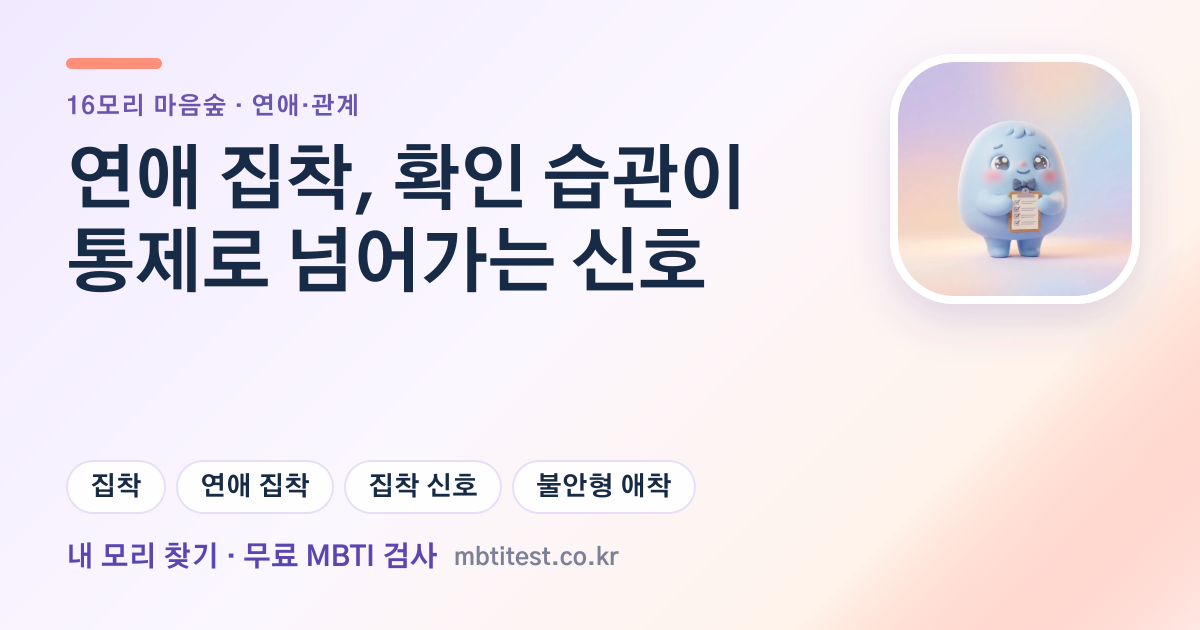 16모리 마음숲 · 연애·관계
연애 집착, 확인 습관이
통제로 넘어가는 신호
집착
연애 집착
집착 신호
불안형 애착
내 모리 찾기 · 무료 MBTI 검사 mbtitest.co.kr